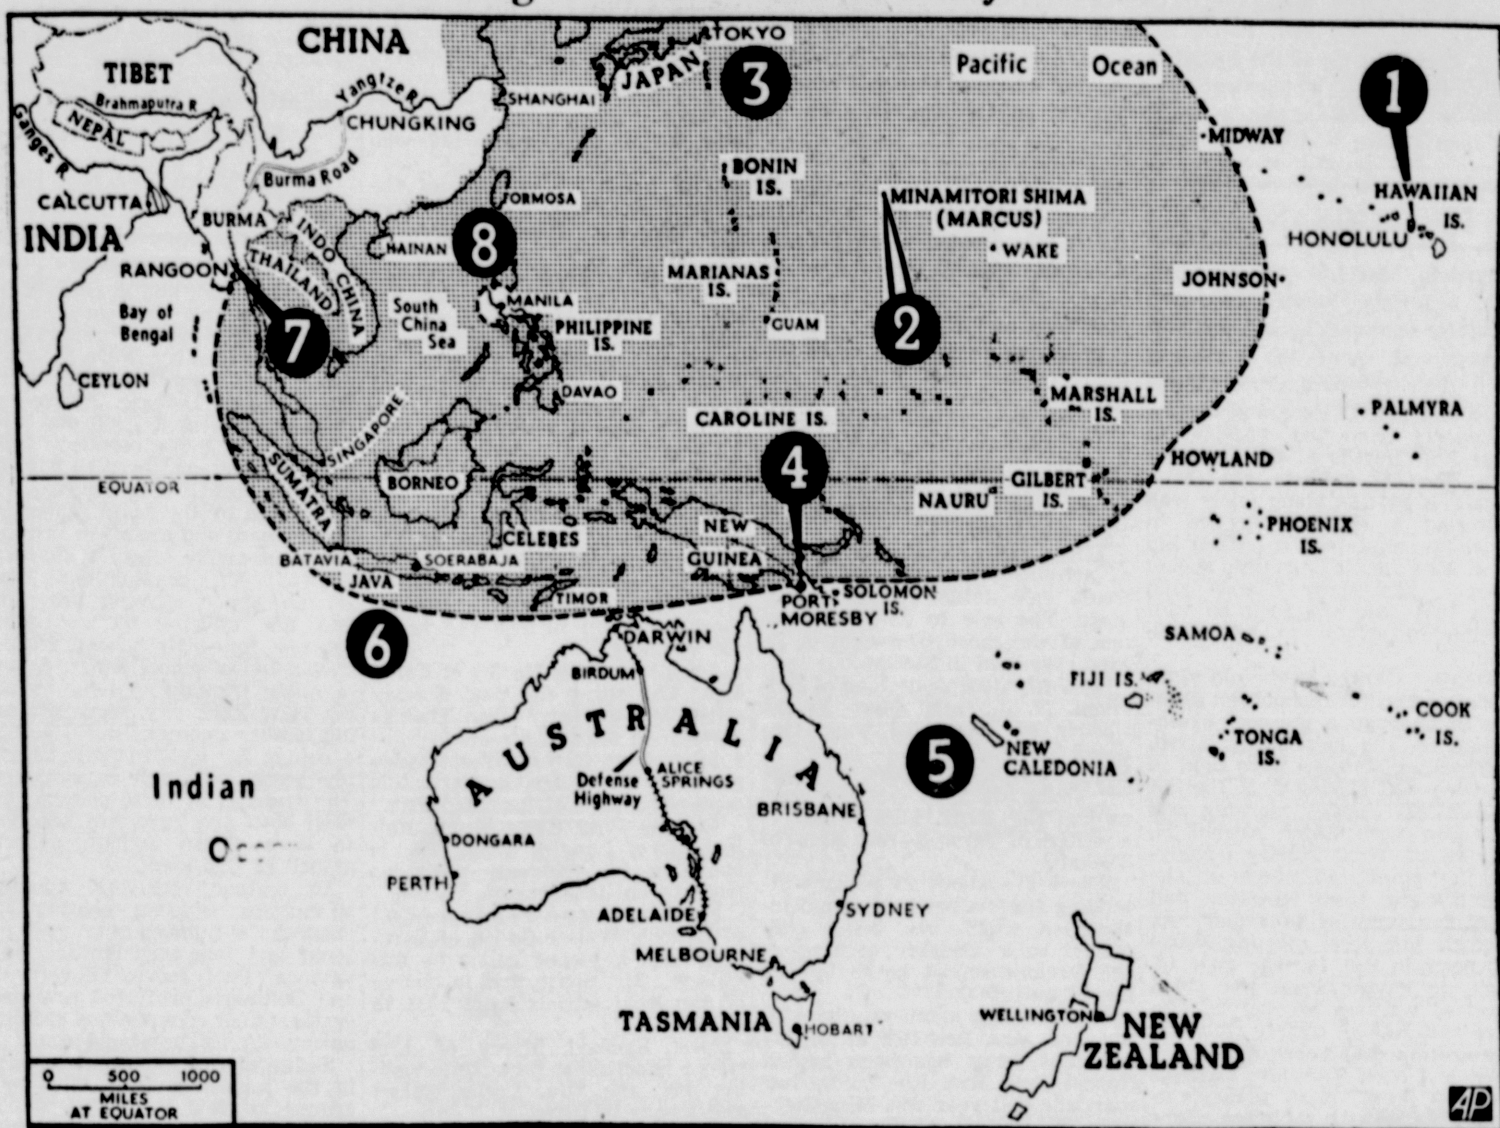 CHINA
TOKYO
Pacific Ocean
TIBET
3
JAPAN
1
Brahmaputra R
Yangtze R.
SHANGHAI
NEPAL
CHUNGKING
Ganges R
MIDWAY
Burma Road
BONIN
IS.
CALCUTTA
FORMOSA
MINAMITORI SHIMA
(MARCUS)
HAWAIIAN
IS.
BURMA
INDO CHINA
INDIA
HAINAN
8
WAKE
HONOLULU
THAILAND
RANGOON
MARIANAS
IS.
JOHNSON
Bay of
Bengal
South
China
Sea
MANILA
PHILIPPINE
IS.
GUAM
2
7
CEYLON
DAVAO
MARSHALL
IS.
PALMYRA
SINGAPORE
CAROLINE IS.
4
HOWLAND
SUMATRA
BORNEO
EQUATOR
NAURU
GILBERT
IS.
NEW
GUINEA
PHOENIX
IS.
CELEBES
BATAVIA
SOERABAJA
JAVA
TIMOR
SOLOMON
IS.
PORT
MORESBY
6
DARWIN
SAMOA
BIRDUM
FIJI IS.
AUSTRALIA
COOK
IS.
TONGA
IS.
5
NEW
CALEDONIA
Defense
Highway
ALICE
SPRINGS
Indian
BRISBANE
DONGARA
PERTH
ADELAIDE
SYDNEY
MELBOURNE
TASMANIA
HOBART
WELLINGTON
NEW
ZEALAND
0 500 1000
MILES
AT EQUATOR
AP